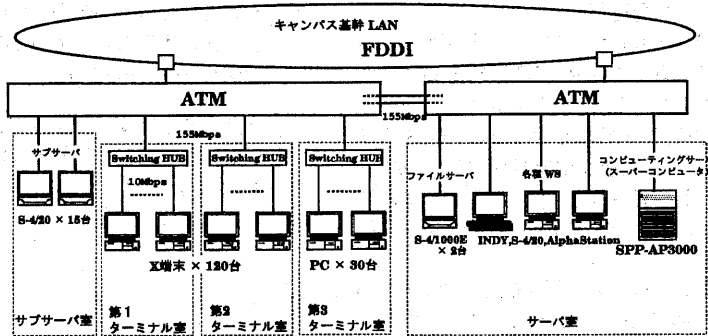 キャンパス基幹 LAN
FDDI
ATM
ATM
155Mbps
155Mbps
サブサーバ
Switching HUB
Switching HUB
Switching HUB
10Mbps
S-4/20 × 15台
X端末 × 120台
PC × 30台
ファイルサーバ
各種 WS
コンピューティングサーバ
(スーパーコンピュータ)
S-4/1000E
× 2台
INDY,S-4/20,AlphaStation
SPP-AP3000
サブサーバ室
第1
ターミナル室
第2
ターミナル室
第3
ターミナル室
サーバ室